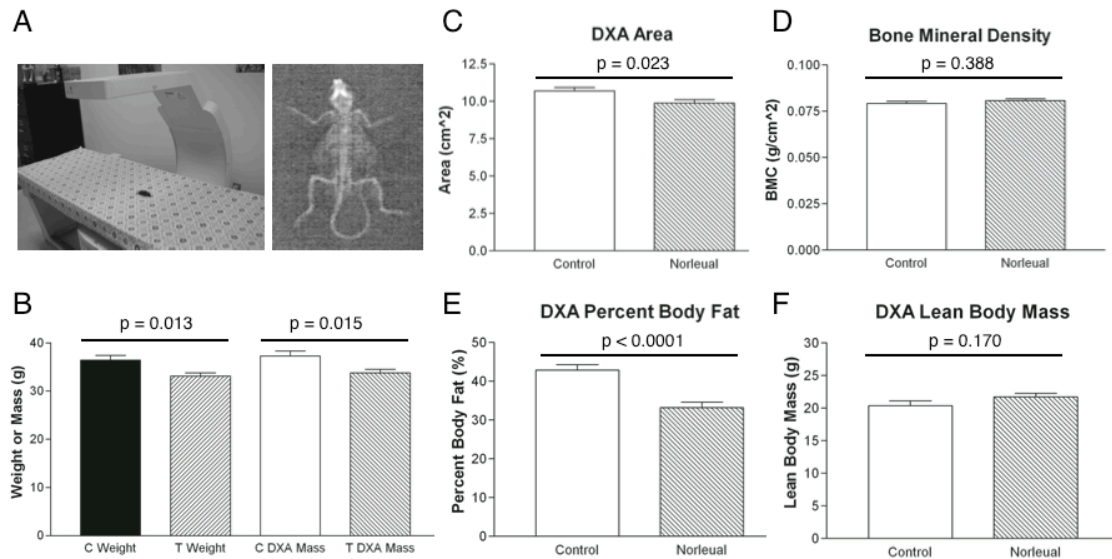 A
B
p = 0.013
p = 0.015
Weight or Mass (g)
40
30
20
10
0
C Weight
T Weight
C DXA Mass
T DXA Mass
C
DXA Area
p = 0.023
Area (cm^2)
12.5
10.0
7.5
5.0
2.5
0.0
Control
Norleual
D
Bone Mineral Density
p = 0.388
BMC (g/cm^2)
0.100
0.075
0.050
0.025
0.000
Control
Norleual
E
DXA Percent Body Fat
p < 0.0001
Percent Body Fat (%)
50
40
30
20
10
0
Control
Norleual
F
DXA Lean Body Mass
p = 0.170
Lean Body Mass (g)
30
25
20
15
10
5
0
Control
Norleual